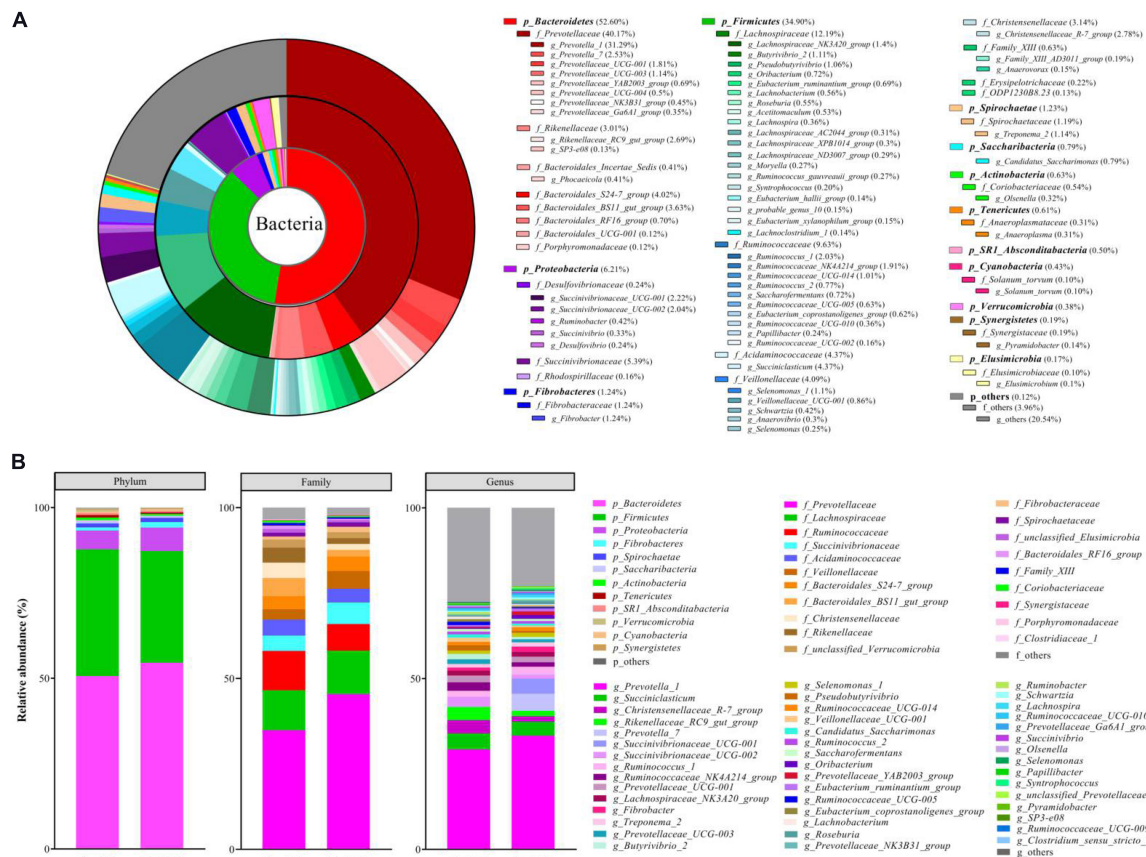 A
Bacteria
p_Bacteroidetes (52.60%)
f_Prevotellaceae (40.17%)
g_Prevotella_1 (31.29%)
g_Prevotella_7 (2.53%)
g_Prevotellaceae_UCG-001 (1.81%)
g_Prevotellaceae_UCG-003 (1.14%)
g_Prevotellaceae_YAB2003_group (0.69%)
g_Prevotellaceae_UCG-004 (0.5%)
g_Prevotellaceae_NK3B31_group (0.45%)
g_Prevotellaceae_Ga6A1_group (0.35%)
f_Rikenellaceae (3.01%)
g_Rikenellaceae_RC9_gut_group (2.69%)
g_SP3-e08 (0.13%)
f_Bacteroidales_Incertae_Sedis (0.41%)
g_Phocaeicola (0.41%)
f_Bacteroidales_S24-7_group (4.02%)
f_Bacteroidales_BS11_gut_group (3.63%)
f_Bacteroidales_RF16_group (0.70%)
f_Bacteroidales_UCG-001 (0.12%)
f_Porphyromonadaceae (0.12%)
p_Proteobacteria (6.21%)
f_Desulfovibrionaceae (0.24%)
g_Succinivibrionaceae_UCG-001 (2.22%)
g_Succinivibrionaceae_UCG-002 (2.04%)
g_Ruminobacter (0.42%)
g_Succinivibrio (0.33%)
g_Desulfovibrio (0.24%)
f_Succinivibrionaceae (5.39%)
f_Rhodospirillaceae (0.16%)
p_Fibrobacteres (1.24%)
f_Fibrobacteraceae (1.24%)
g_Fibrobacter (1.24%)
p_Firmicutes (34.90%)
f_Lachnospiraceae (12.19%)
g_Lachnospiraceae_NK3A20_group (1.4%)
g_Butyrivibrio_2 (1.11%)
g_Pseudobutyrivibrio (1.06%)
g_Oribacterium (0.72%)
g_Eubacterium_ruminantium_group (0.69%)
g_Lachnobacterium (0.56%)
g_Roseburia (0.55%)
g_Acetitomaculum (0.53%)
g_Lachnospira (0.36%)
g_Lachnospiraceae_AC2044_group (0.31%)
g_Lachnospiraceae_XPB1014_group (0.3%)
g_Lachnospiraceae_ND3007_group (0.29%)
g_Moryella (0.27%)
g_Ruminococcus_gauvreauii_group (0.27%)
g_Syntrophococcus (0.20%)
g_Eubacterium_hallii_group (0.14%)
g_probable_genus_10 (0.15%)
g_Eubacterium_xylanophilum_group (0.15%)
g_Lachnoclostridium_1 (0.14%)
f_Ruminococcaceae (9.63%)
g_Ruminococcus_1 (2.03%)
g_Ruminococcaceae_NK4A214_group (1.91%)
g_Ruminococcaceae_UCG-014 (1.01%)
g_Ruminococcus_2 (0.77%)
g_Saccharofermentans (0.72%)
g_Ruminococcaceae_UCG-005 (0.63%)
g_Eubacterium_coprostanoligenes_group (0.62%)
g_Ruminococcaceae_UCG-010 (0.36%)
g_Papillibacter (0.24%)
g_Ruminococcaceae_UCG-002 (0.16%)
f_Acidaminococcaceae (4.37%)
g_Succiniclasticum (4.37%)
f_Veillonellaceae (4.09%)
g_Selenomonas_1 (1.1%)
g_Veillonellaceae_UCG-001 (0.86%)
g_Schwartzia (0.42%)
g_Anaerovibrio (0.3%)
g_Selenomonas (0.25%)
f_Christensenellaceae (3.14%)
g_Christensenellaceae_R-7_group (2.78%)
f_Family_XIII (0.63%)
g_Family_XIII_AD3011_group (0.19%)
g_Anaerovorax (0.15%)
f_Erysipelotrichaceae (0.22%)
f_ODP1230B8.23 (0.13%)
p_Spirochaetae (1.23%)
f_Spirochaetaceae (1.19%)
g_Treponema_2 (1.14%)
p_Saccharibacteria (0.79%)
g_Candidatus_Saccharimonas (0.79%)
p_Actinobacteria (0.63%)
f_Coriobacteriaceae (0.54%)
g_Olsenella (0.32%)
p_Tenericutes (0.61%)
f_Anaeroplasmataceae (0.31%)
g_Anaeroplasma (0.31%)
p_SR1_Absconditabacteria (0.50%)
p_Cyanobacteria (0.43%)
f_Solanum_torvum (0.10%)
g_Solanum_torvum (0.10%)
p_Verrucomicrobia (0.38%)
p_Synergistetes (0.19%)
f_Synergistaceae (0.19%)
g_Pyramidobacter (0.14%)
p_Elusimicrobia (0.17%)
f_Elusimicrobiaceae (0.10%)
g_Elusimicrobium (0.1%)
p_others (0.12%)
f_others (3.96%)
g_others (20.54%)
B
Relative abundance (%)
Phylum
100
50
0
Family
100
50
0
Genus
100
50
0
p_Bacteroidetes
p_Firmicutes
p_Proteobacteria
p_Fibrobacteres
p_Spirochaetae
p_Saccharibacteria
p_Actinobacteria
p_Tenericutes
p_SR1_Absconditabacteria
p_Verrucomicrobia
p_Cyanobacteria
p_Synergistetes
p_others
f_Prevotellaceae
f_Lachnospiraceae
f_Ruminococcaceae
f_Succinivibrionaceae
f_Acidaminococcaceae
f_Veillonellaceae
f_Bacteroidales_S24-7_group
f_Bacteroidales_BS11_gut_group
f_Christensenellaceae
f_Rikenellaceae
f_unclassified_Verrucomicrobia
f_Fibrobacteraceae
f_Spirochaetaceae
f_unclassified_Elusimicrobia
f_Bacteroidales_RF16_group
f_Family_XIII
f_Coriobacteriaceae
f_Synergistaceae
f_Porphyromonadaceae
f_Clostridiaceae_1
f_others
g_Prevotella_1
g_Succiniclasticum
g_Christensenellaceae_R-7_group
g_Rikenellaceae_RC9_gut_group
g_Prevotella_7
g_Succinivibrionaceae_UCG-001
g_Succinivibrionaceae_UCG-002
g_Ruminococcus_1
g_Ruminococcaceae_NK4A214_group
g_Prevotellaceae_UCG-001
g_Lachnospiraceae_NK3A20_group
g_Fibrobacter
g_Treponema_2
g_Prevotellaceae_UCG-003
g_Butyrivibrio_2
g_Selenomonas_1
g_Pseudobutyrivibrio
g_Ruminococcaceae_UCG-014
g_Veillonellaceae_UCG-001
g_Candidatus_Saccharimonas
g_Ruminococcus_2
g_Saccharofermentans
g_Oribacterium
g_Prevotellaceae_YAB2003_group
g_Eubacterium_ruminantium_group
g_Ruminococcaceae_UCG-005
g_Eubacterium_coprostanoligenes_group
g_Lachnobacterium
g_Roseburia
g_Prevotellaceae_NK3B31_group
g_Ruminobacter
g_Schwartzia
g_Lachnospira
g_Ruminococcaceae_UCG-010
g_Prevotellaceae_Ga6A1_grou
g_Succinivibrio
g_Olsenella
g_Selenomonas
g_Papillibacter
g_Syntrophococcus
g_unclassified_Prevotellaceae
g_Pyramidobacter
g_SP3-e08
g_Ruminococcaceae_UCG-009
g_Clostridium_sensu_stricto_
g_others